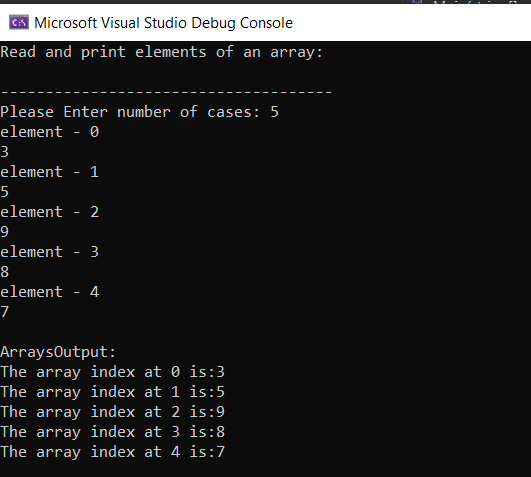 Microsoft Visual Studio Debug Console
Read and print elements of an array:
-------------------------------------
Please Enter number of cases: 5
element - 0
3
element - 1
5
element - 2
9
element - 3
8
element - 4
7
ArraysOutput:
The array index at 0 is:3
The array index at 1 is:5
The array index at 2 is:9
The array index at 3 is:8
The array index at 4 is:7